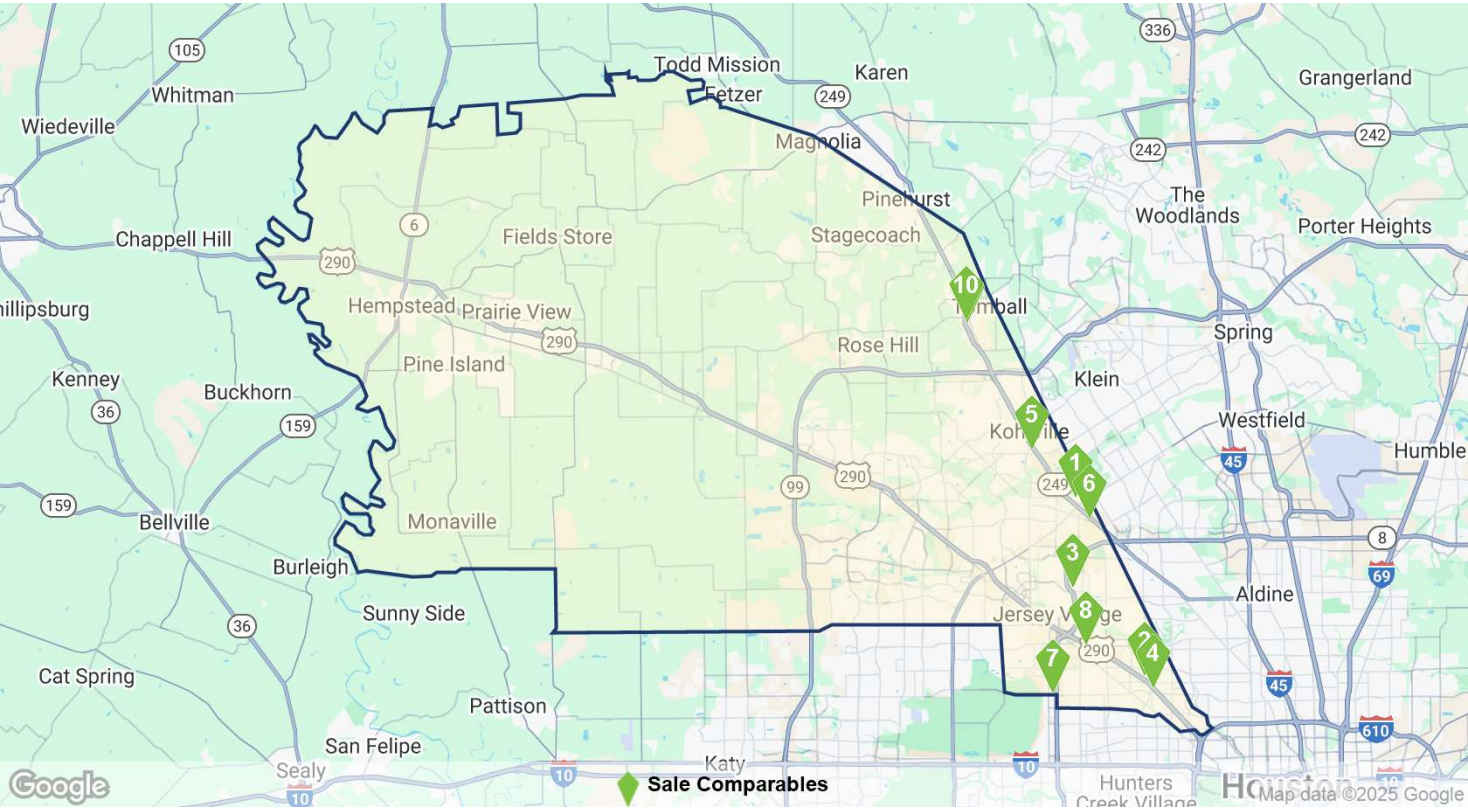 336
105
Todd Mission
Karen
Grangerland
Whitman
Fetzer
249
Wiedeville
242
242
Magnolia
The
Woodlands
Pinehurst
Chappell Hill
6
Fields Store
Stagecoach
Porter Heights
290
10
Hempstead
Prairie View
Tomball
hillipsburg
Spring
290
Rose Hill
Pine Island
Kenney
Klein
Buckhorn
36
5
159
Westfield
Kohrville
45
Humble
1
290
249
6
99
159
Bellville
Monaville
8
3
Burleigh
69
Aldine
Sunny Side
8
Jersey Village
36
2
290
4
7
Cat Spring
45
Pattison
610
San Felipe
Katy
Sealy
10
10
10
10
Hunters
Creek Village
Houston
Google
Sale Comparables
Map data ©2025 Google